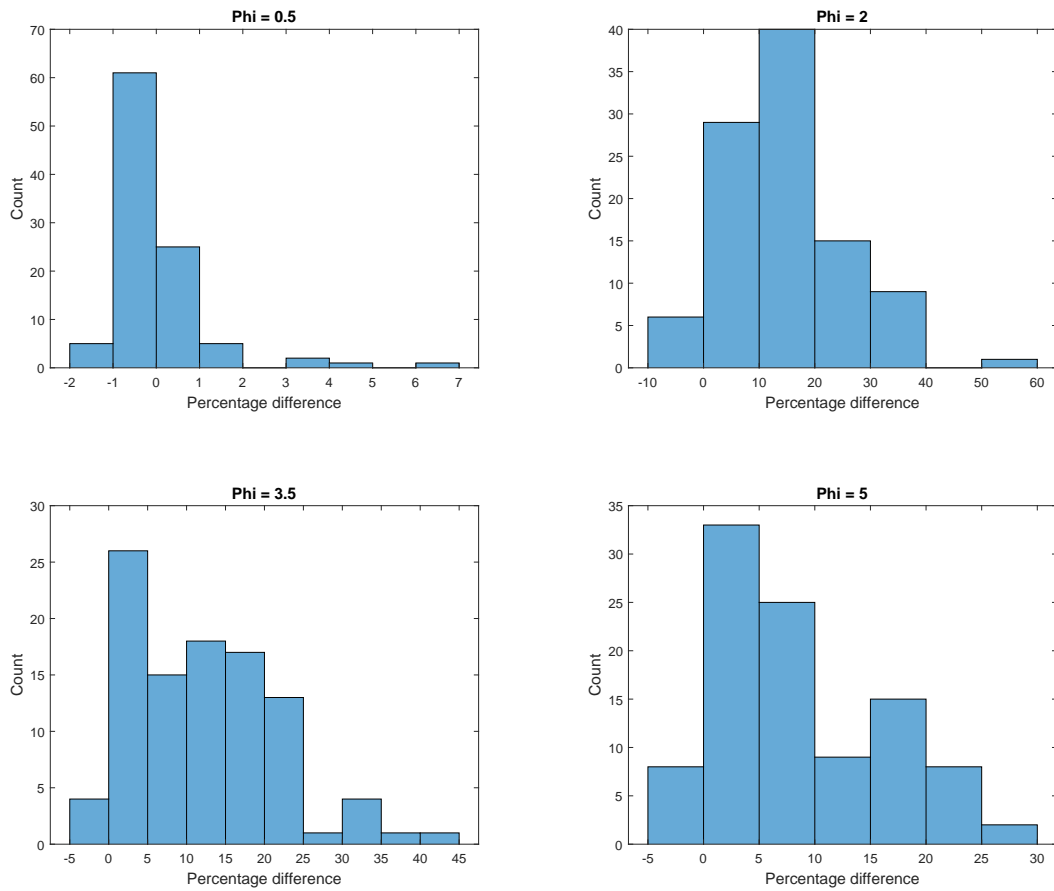 Phi = 0.5
70
60
50
40
30
20
10
0
Count
-2 -1 0 1 2 3 4 5 6 7
Percentage difference
Phi = 2
40
35
30
25
20
15
10
5
0
Count
-10 0 10 20 30 40 50 60
Percentage difference
Phi = 3.5
30
25
20
15
10
5
0
Count
-5 0 5 10 15 20 25 30 35 40 45
Percentage difference
Phi = 5
35
30
25
20
15
10
5
0
Count
-5 0 5 10 15 20 25 30
Percentage difference